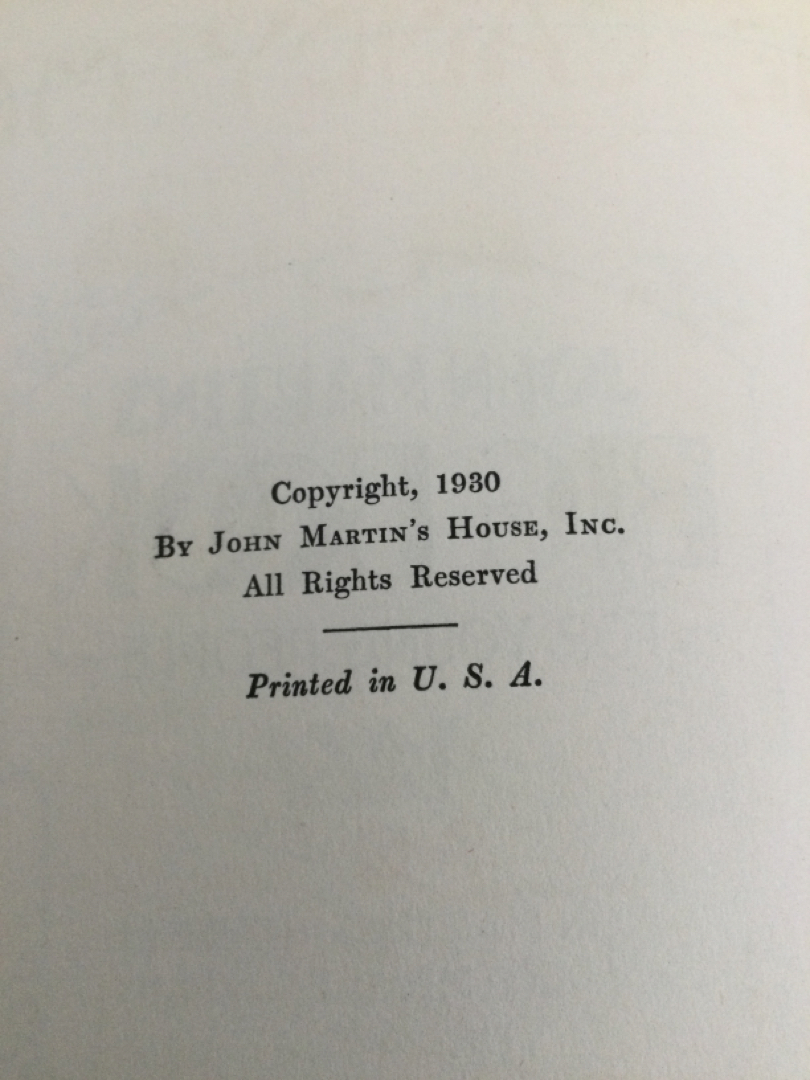 Copyright, 1930
By John Martin's House, Inc.
All Rights Reserved
Printed in U. S. A.